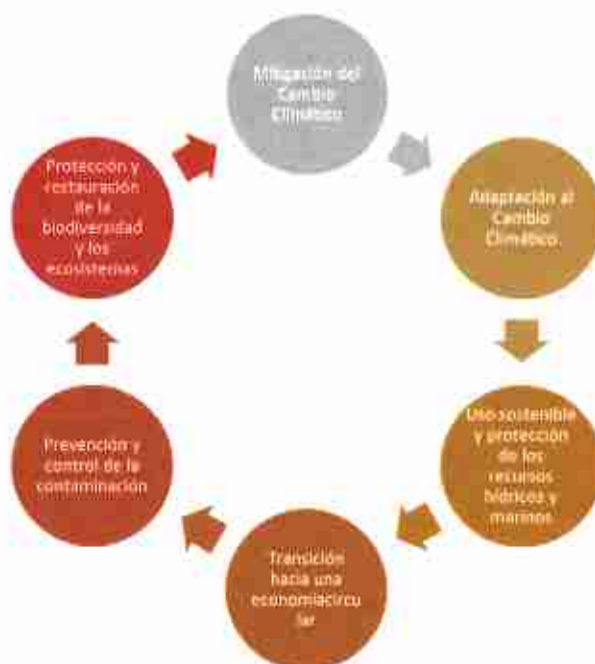 Mitigación del
Cambio
Climático
Adaptación al
Cambio
Climático
Uso sostenible
y protección
de los
recursos
hídricos y
marinos
Transición
hacia una
economíacircu
lar
Prevención y
control de la
contaminación
Protección y
restauración
de la
biodiversidad
y los
ecosistemas